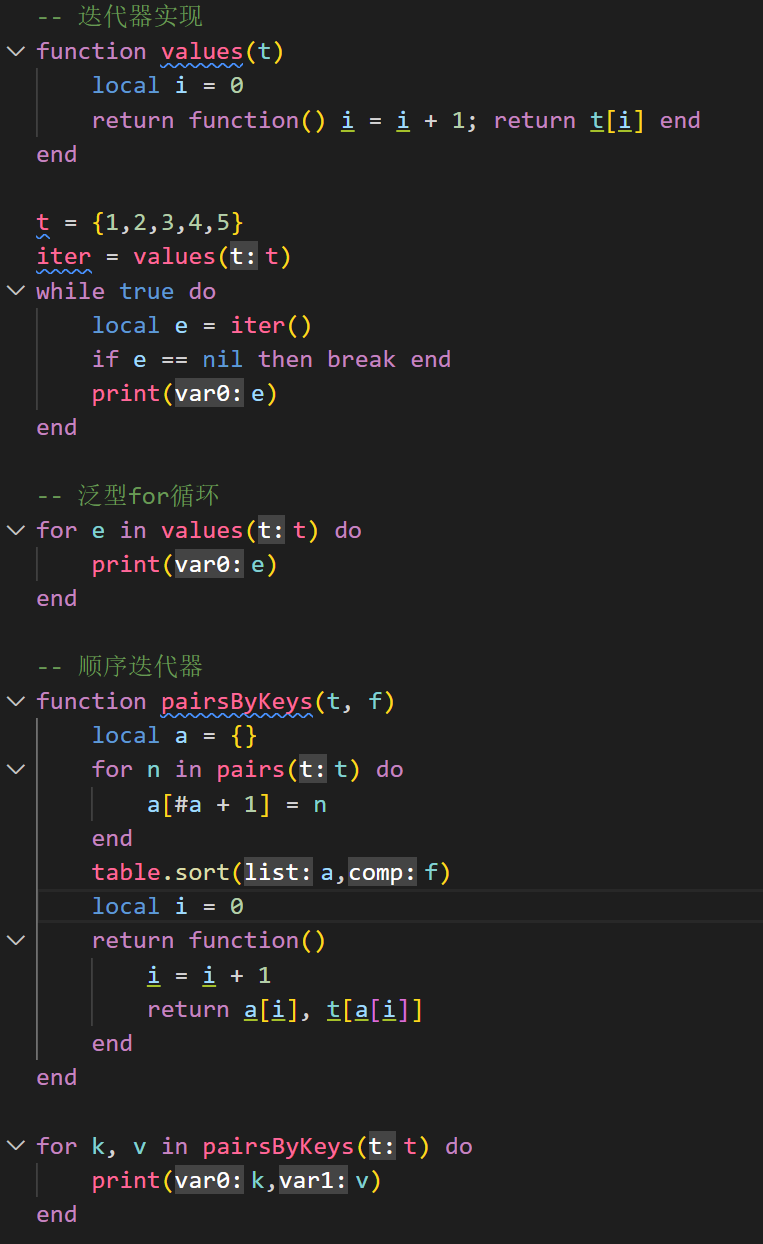 -- 迭代器实现
function values(t)
    local i = 0
    return function() i = i + 1; return t[i] end
end

t = {1,2,3,4,5}
iter = values(t: t)
while true do
    local e = iter()
    if e == nil then break end
    print(var0: e)
end

-- 泛型for循环
for e in values(t: t) do
    print(var0: e)
end

-- 顺序迭代器
function pairsByKeys(t, f)
    local a = {}
    for n in pairs(t: t) do
        a[#a + 1] = n
    end
    table.sort(list: a,comp: f)
    local i = 0
    return function()
        i = i + 1
        return a[i], t[a[i]]
    end
end

for k, v in pairsByKeys(t: t) do
    print(var0: k,var1: v)
end